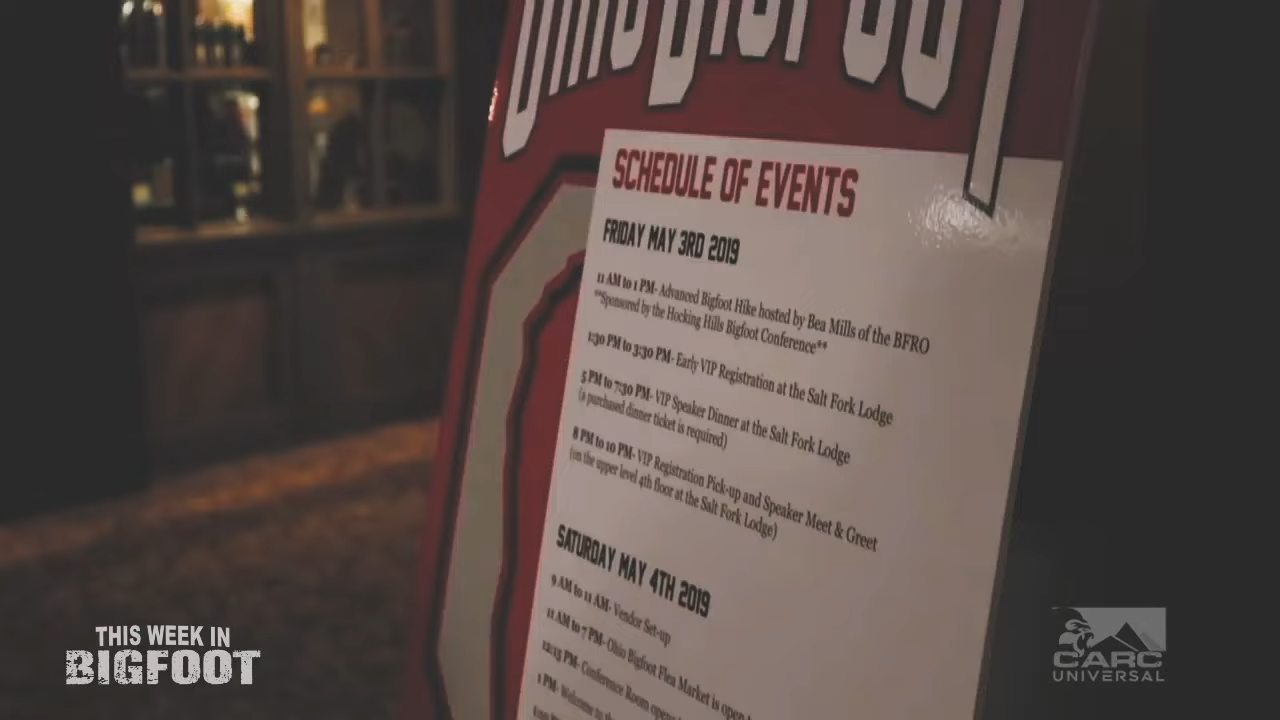 OHIO BIGFOOT
SCHEDULE OF EVENTS
FRIDAY MAY 3RD 2019
11 AM to 1 PM- Advanced Bigfoot Hike hosted by Bea Mills of the BFRO
**Sponsored by the Hocking Hills Bigfoot Conference**
1:30 PM to 3:30 PM- Early VIP Registration at the Salt Fork Lodge
5 PM to 7:30 PM- VIP Speaker Dinner at the Salt Fork Lodge
(a purchased dinner ticket is required)
8 PM to 10 PM- VIP Registration Pick-up and Speaker Meet & Greet
(on the upper level 4th floor at the Salt Fork Lodge)
SATURDAY MAY 4TH 2019
9 AM to 11 AM- Vendor Set-up
11 AM to 7 PM- Ohio Bigfoot Flea Market is open
12:15 PM- Conference Room
1 PM- Welcome to
THIS WEEK IN
BIGFOOT
CARC
UNIVERSAL